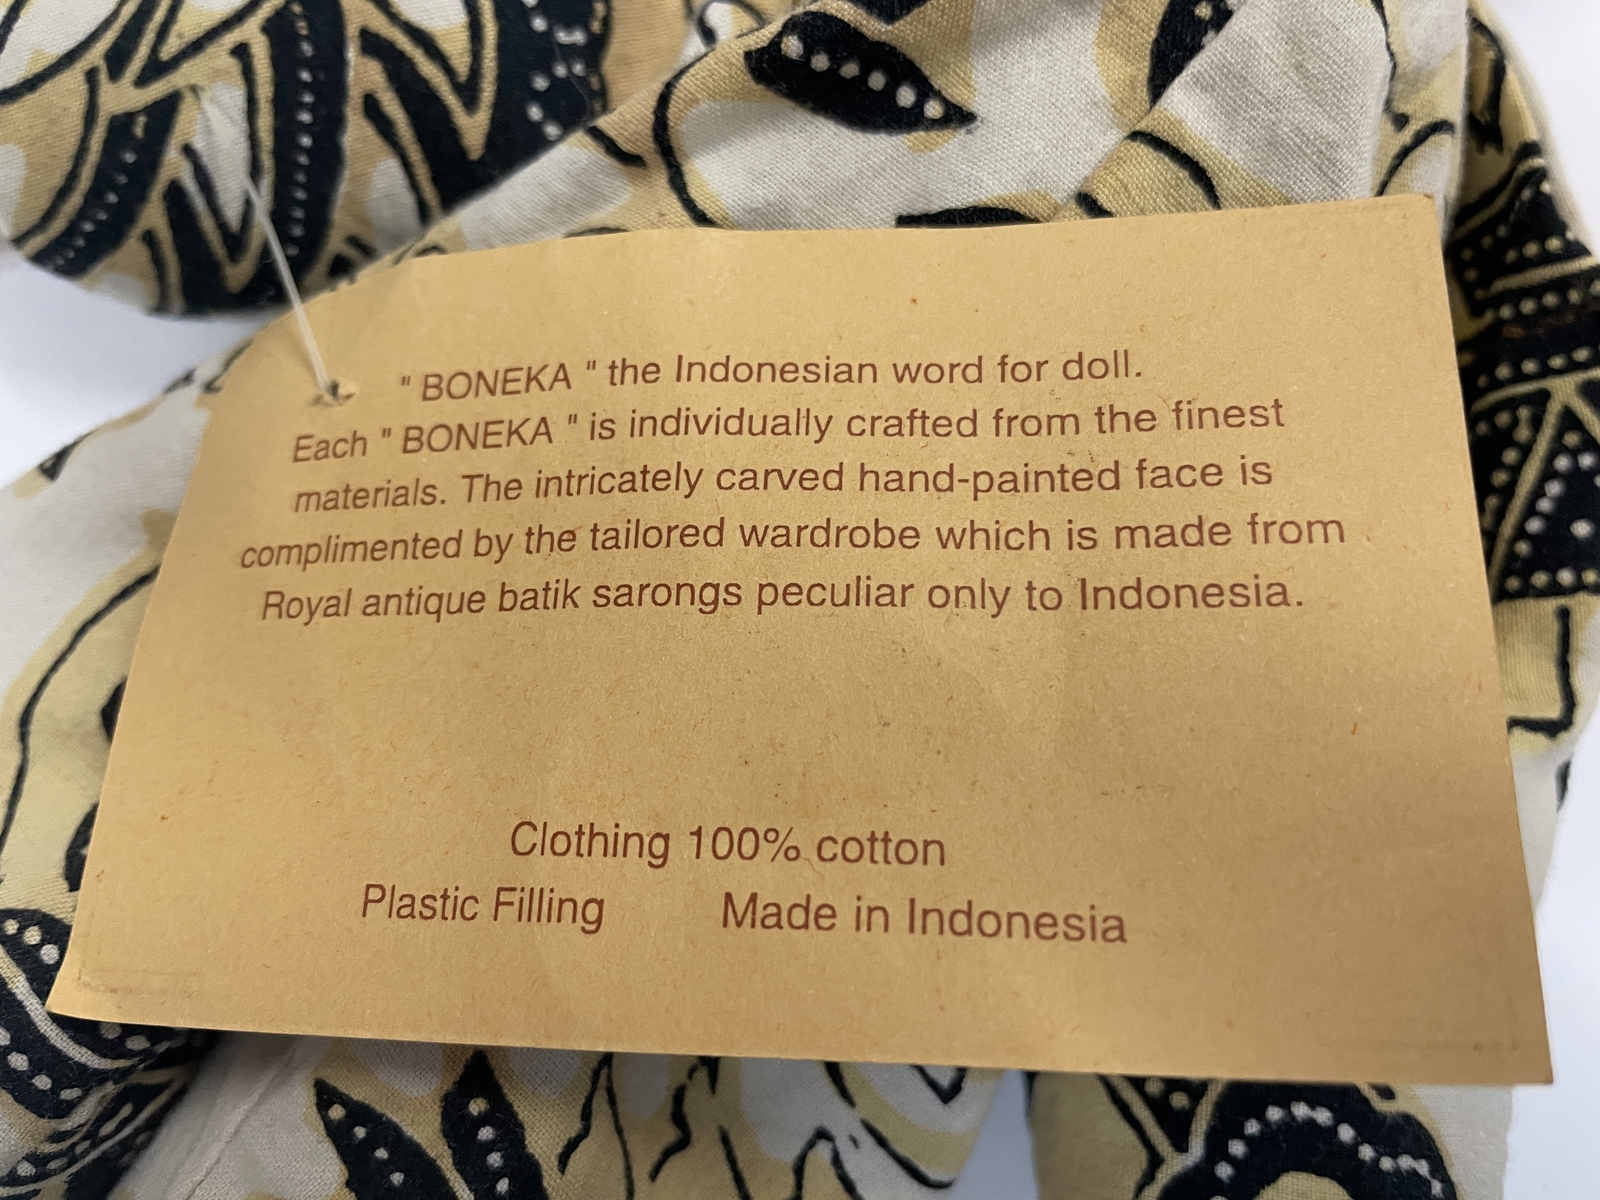 " BONEKA " the Indonesian word for doll.
Each " BONEKA " is individually crafted from the finest
materials. The intricately carved hand-painted face is
complimented by the tailored wardrobe which is made from
Royal antique batik sarongs peculiar only to Indonesia.
Clothing 100% cotton
Plastic Filling Made in Indonesia